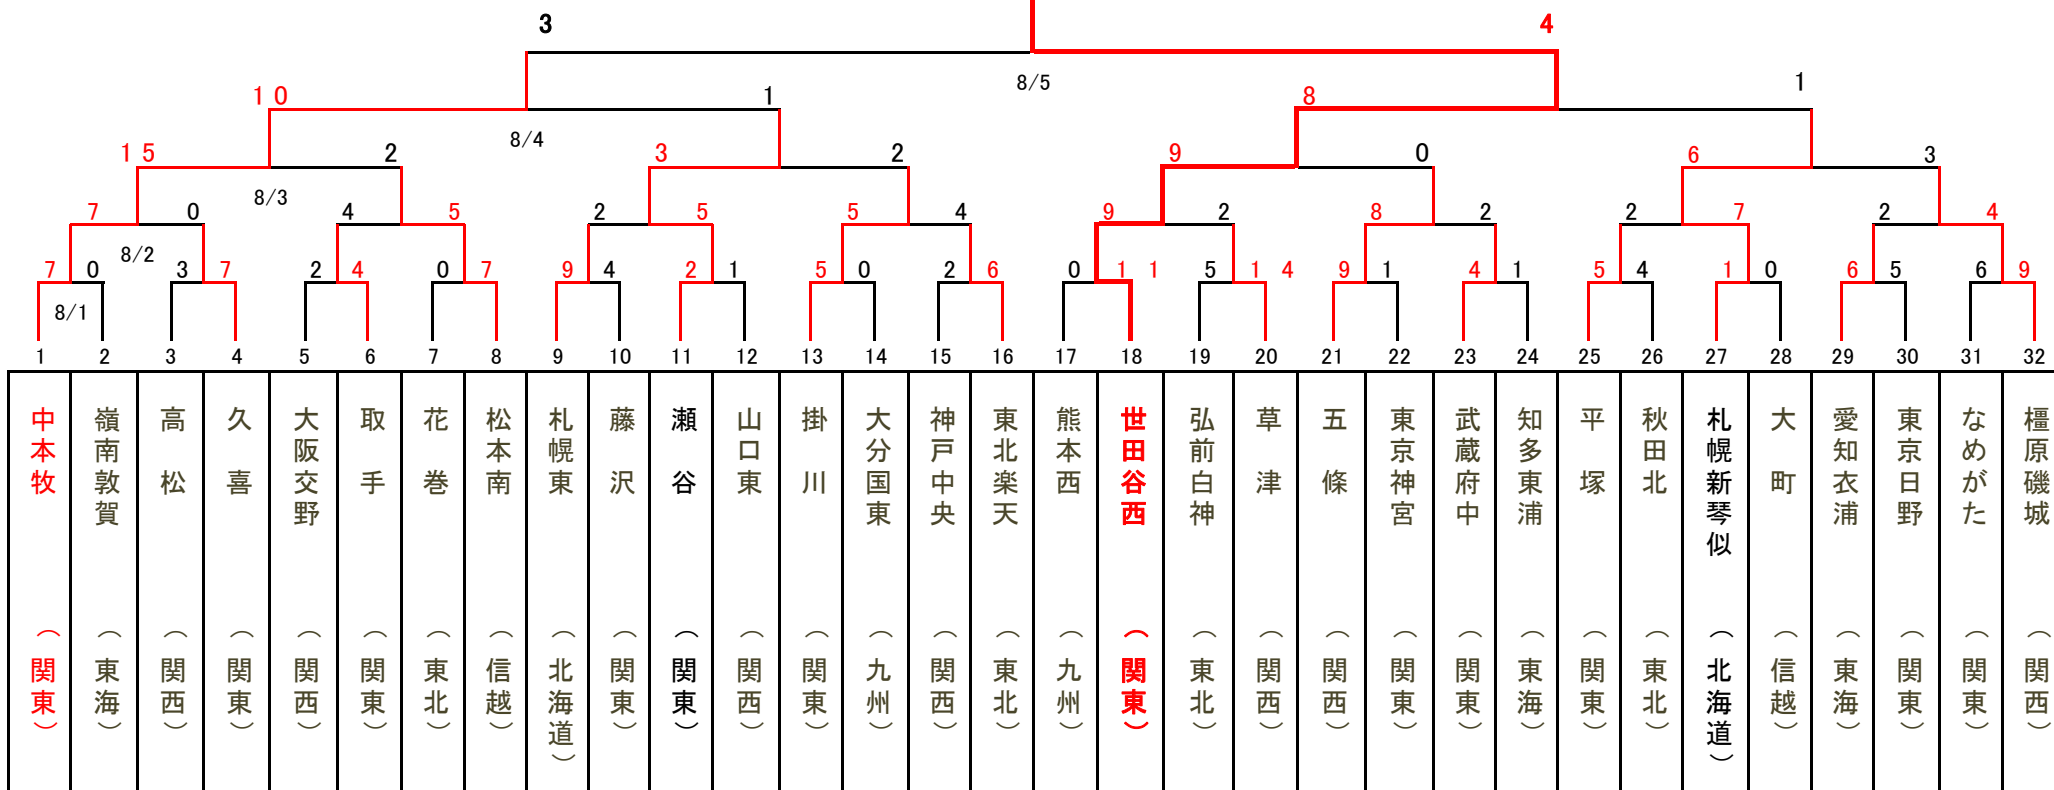 3 4
8/5
10 1 8 1
8/4
15 2 3 2 9 0 6 3
8/3
7 0 4 5 2 5 5 4 9 2 8 2 2 7 2 4
8/2
7 0 3 7 2 4 0 7 9 4 2 1 5 0 2 6 0 11 5 14 9 1 4 1 5 4 1 0 6 5 6 9
8/1
1 2 3 4 5 6 7 8 9 10 11 12 13 14 15 16 17 18 19 20 21 22 23 24 25 26 27 28 29 30 31 32
中本牧（関東）
嶺南敦賀（東海）
高松（関西）
久喜（関東）
大阪交野（関西）
取手（関東）
花巻（東北）
松本南（信越）
札幌東（北海道）
藤沢（関東）
瀬谷（関東）
山口東（関西）
掛川（関東）
大分国東（九州）
神戸中央（関西）
東北楽天（東北）
熊本西（九州）
世田谷西（関東）
弘前白神（東北）
草津（関西）
五條（関西）
東京神宮（関東）
武蔵府中（関東）
知多東浦（東海）
平塚（関東）
秋田北（東北）
札幌新琴似（北海道）
大町（信越）
愛知衣浦（東海）
東京日野（関東）
なめがた（関東）
橿原磯城（関西）